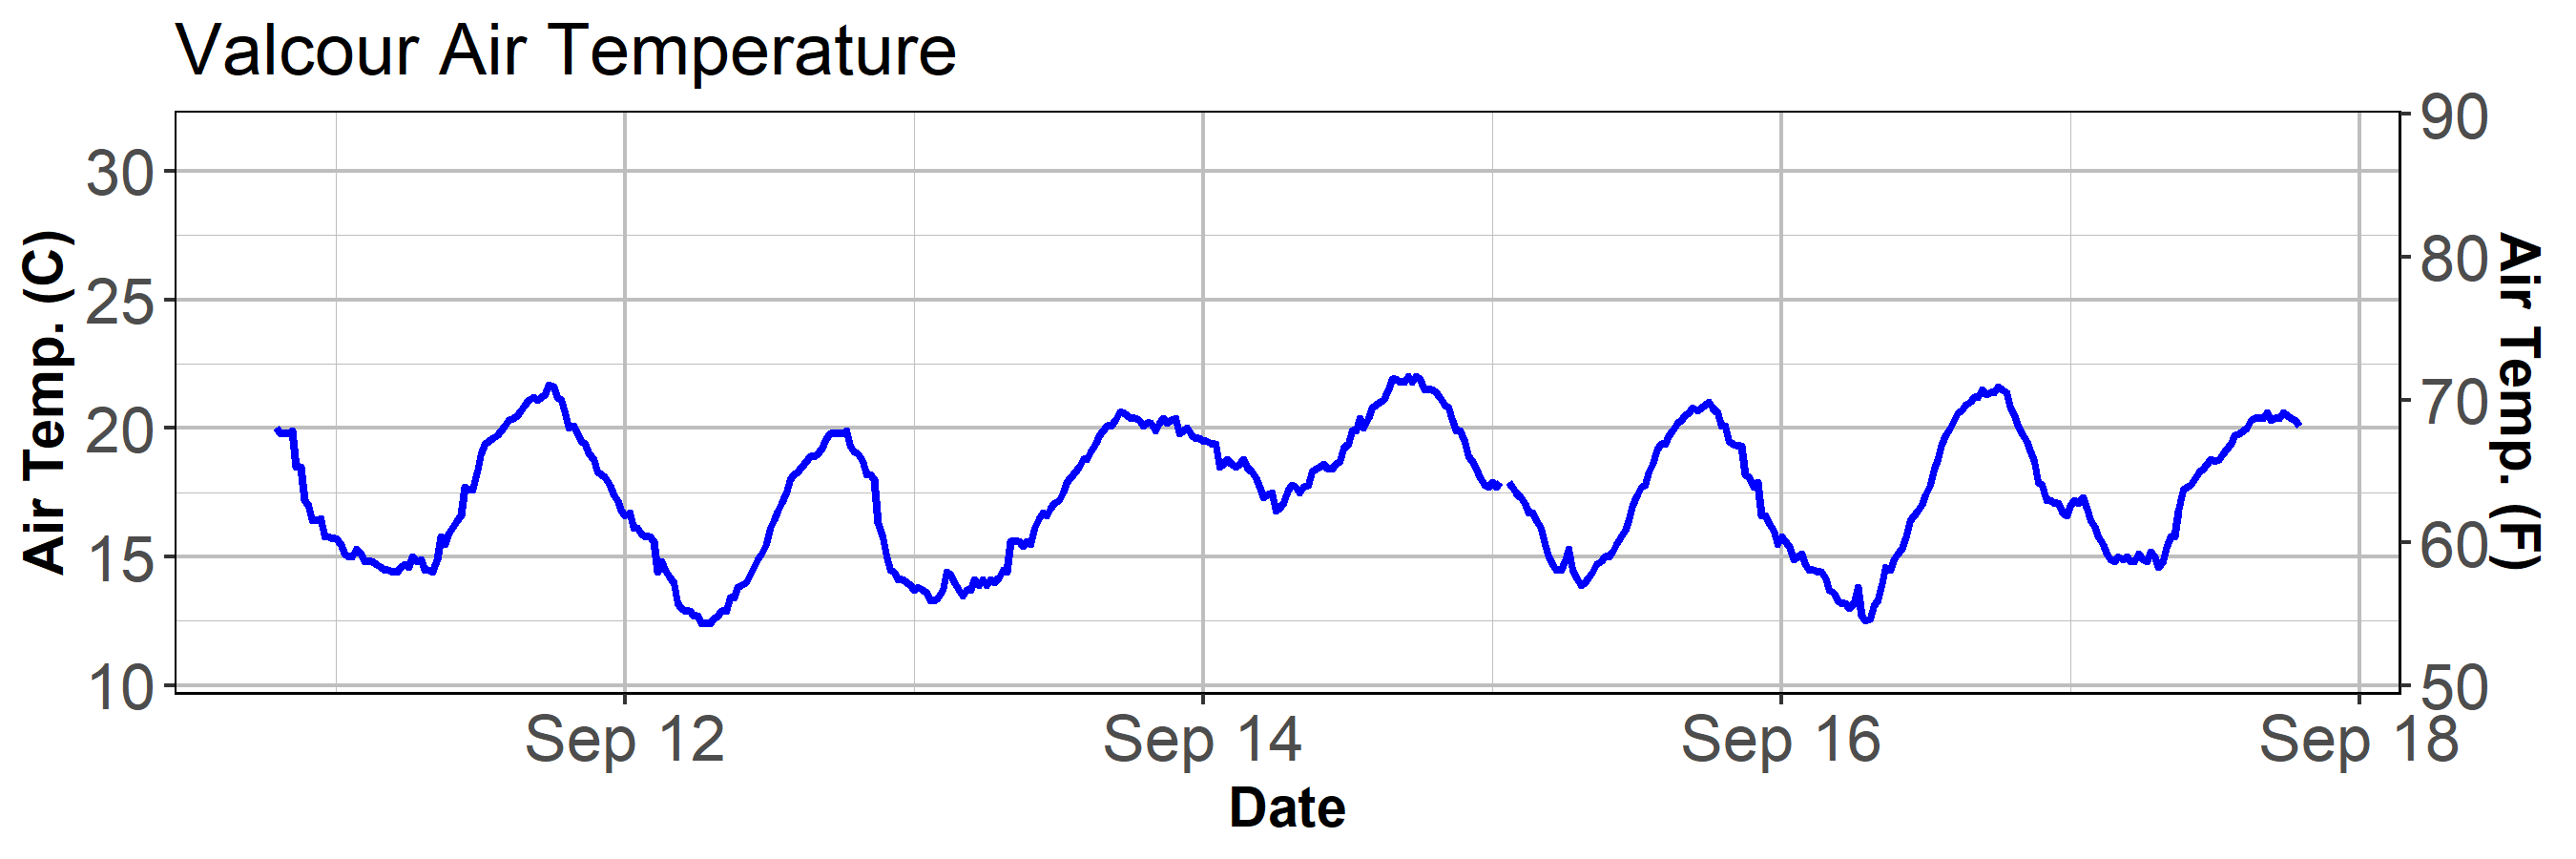 Valcour Air Temperature
Air Temp. (C)
30
25
20
15
10
90
80
70
60
50
Air Temp. (F)
Sep 12
Sep 14
Sep 16
Sep 18
Date